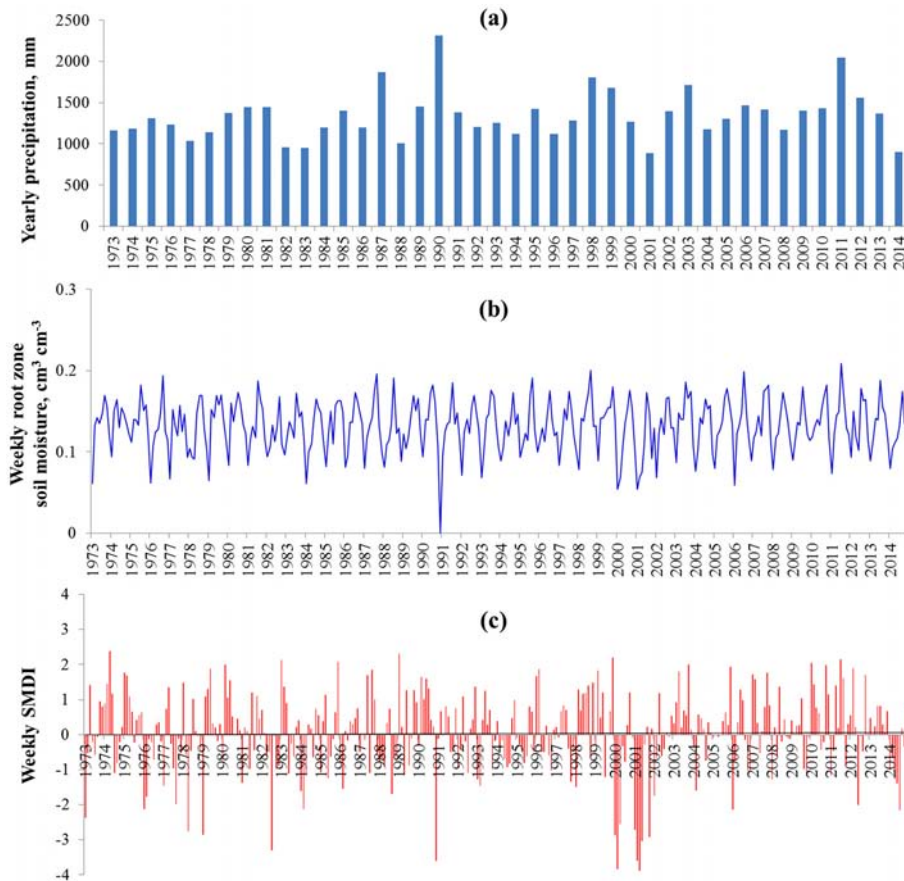 (a)
Yearly precipitation, mm
2500
2000
1500
1000
500
0
1973 1974 1975 1976 1977 1978 1979 1980 1981 1982 1983 1984 1985 1986 1987 1988 1989 1990 1991 1992 1993 1994 1995 1996 1997 1998 1999 2000 2001 2002 2003 2004 2005 2006 2007 2008 2009 2010 2011 2012 2013 2014
(b)
Weekly root zone
soil moisture, cm³ cm⁻³
0.3
0.2
0.1
0
1973 1974 1975 1976 1977 1978 1979 1980 1981 1982 1983 1984 1985 1986 1987 1988 1989 1990 1991 1992 1993 1994 1995 1996 1997 1998 1999 2000 2001 2002 2003 2004 2005 2006 2007 2008 2009 2010 2011 2012 2013 2014
(c)
Weekly SMDI
4
3
2
1
0
-1
-2
-3
-4
1973 1974 1975 1976 1977 1978 1979 1980 1981 1982 1983 1984 1985 1986 1987 1988 1989 1990 1991 1992 1993 1994 1995 1996 1997 1998 1999 2000 2001 2002 2003 2004 2005 2006 2007 2008 2009 2010 2011 2012 2013 2014